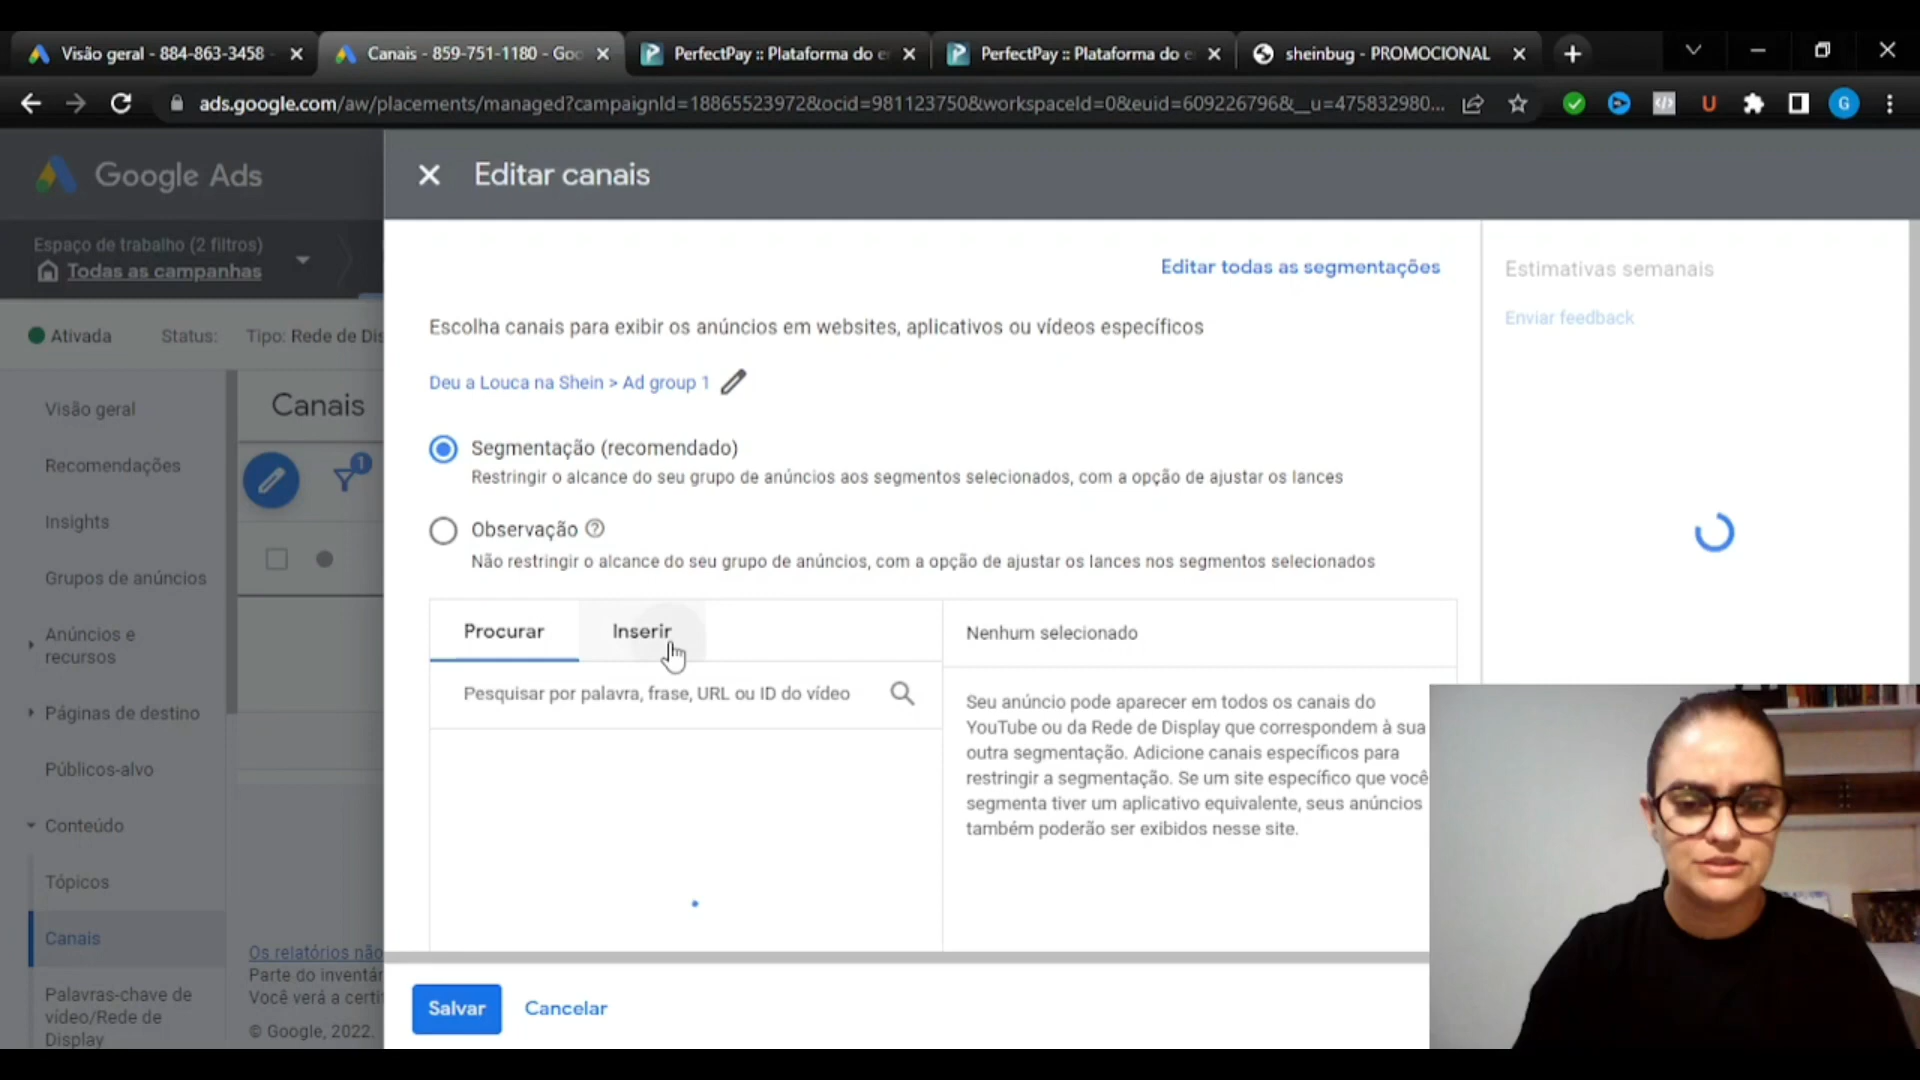 Visão geral - 884-863-3458
Canais - 859-751-1180 - Goo
PerfectPay :: Plataforma do e
PerfectPay :: Plataforma do e
sheinbug - PROMOCIONAL
ads.google.com/aw/placements/managed?campaignId=18865523972&ocid=981123750&workspaceId=0&euid=609226796&__u=475832980...
U
G
Google Ads
Editar canais
Espaço de trabalho (2 filtros)
Todas as campanhas
Editar todas as segmentações
Estimativas semanais
Enviar feedback
Ativada
Status:
Tipo: Rede de Dis
Escolha canais para exibir os anúncios em websites, aplicativos ou vídeos específicos
Deu a Louca na Shein > Ad group 1
Visão geral
Recomendações
Insights
Grupos de anúncios
Anúncios e
recursos
Páginas de destino
Públicos-alvo
Conteúdo
Tópicos
Canais
Palavras-chave de
vídeo/Rede de
Display
Canais
1
Os relatórios não
Parte do inventár
Você verá a certi
© Google, 2022.
Segmentação (recomendado)
Restringir o alcance do seu grupo de anúncios aos segmentos selecionados, com a opção de ajustar os lances
Observação
Não restringir o alcance do seu grupo de anúncios, com a opção de ajustar os lances nos segmentos selecionados
Procurar
Inserir
Pesquisar por palavra, frase, URL ou ID do vídeo
Nenhum selecionado
Seu anúncio pode aparecer em todos os canais do
YouTube ou da Rede de Display que correspondem à sua
outra segmentação. Adicione canais específicos para
restringir a segmentação. Se um site específico que você
segmenta tiver um aplicativo equivalente, seus anúncios
também poderão ser exibidos nesse site.
Salvar
Cancelar